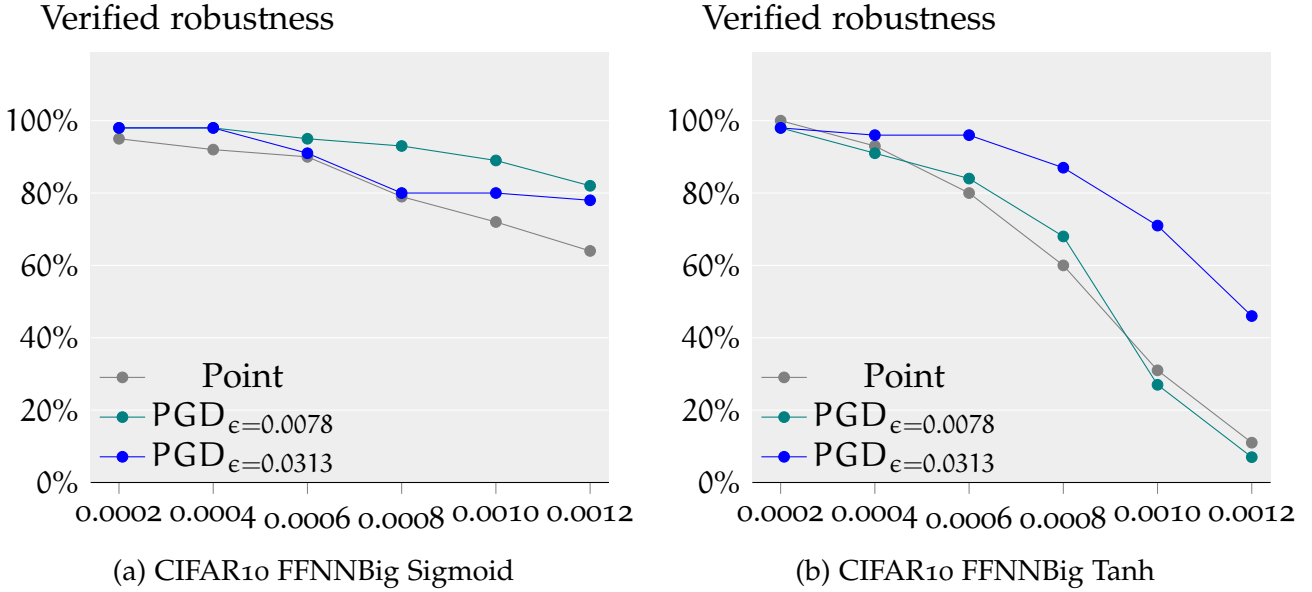 Verified robustness
100%
80%
60%
40%
20%
0%
Point
PGDϵ=0.0078
PGDϵ=0.0313
0.0002 0.0004 0.0006 0.0008 0.0010 0.0012
(a) CIFAR10 FFNNBig Sigmoid
Verified robustness
100%
80%
60%
40%
20%
0%
Point
PGDϵ=0.0078
PGDϵ=0.0313
0.0002 0.0004 0.0006 0.0008 0.0010 0.0012
(b) CIFAR10 FFNNBig Tanh